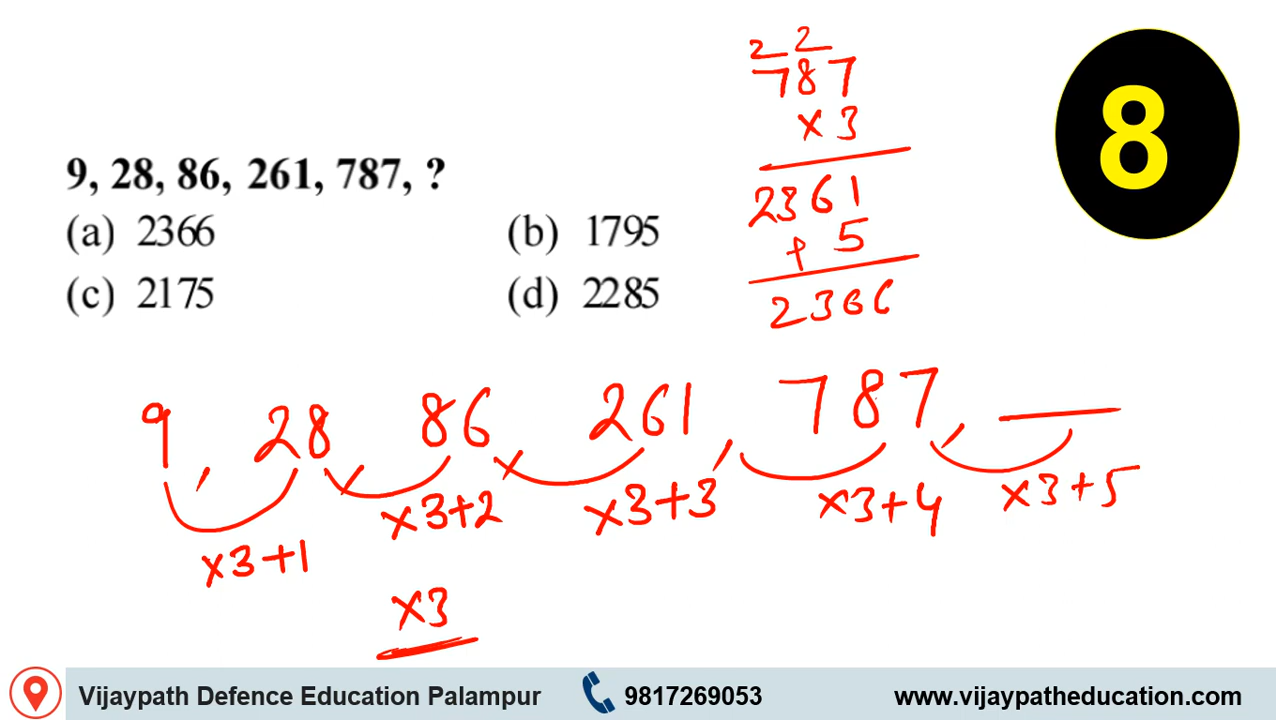 9, 28, 86, 261, 787, ?
(a) 2366 (b) 1795
(c) 2175 (d) 2285
8
2 2
787
× 3
2361
+ 5
2366
9, 28, 86, 261, 787, __
×3+1 ×3+2 ×3+3 ×3+4 ×3+5
×3
Vijaypath Defence Education Palampur 9817269053 www.vijaypatheducation.com